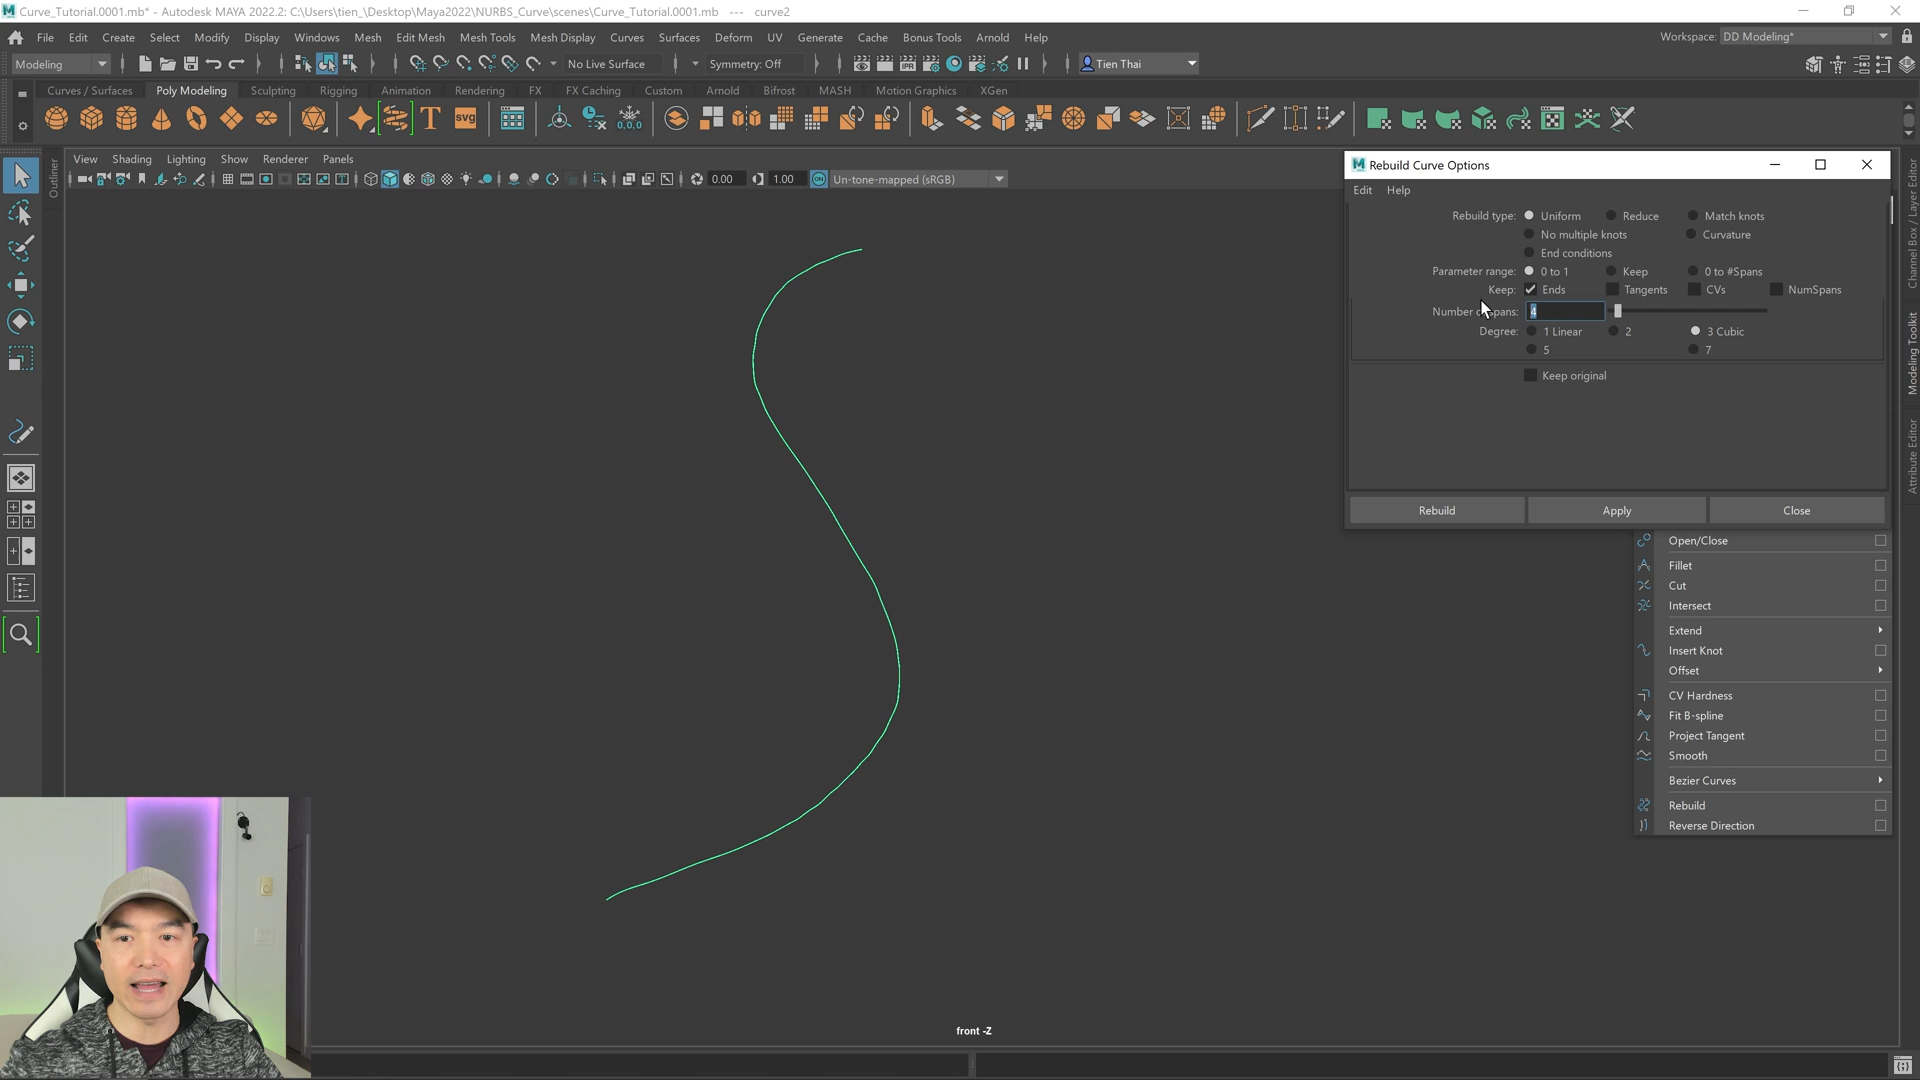 Curve_Tutorial.0001.mb* - Autodesk MAYA 2022.2: C:\Users\tien_\Desktop\Maya2022\NURBS_Curve\scenes\Curve_Tutorial.0001.mb --- curve2
File Edit Create Select Modify Display Windows Mesh Edit Mesh Mesh Tools Mesh Display Curves Surfaces Deform UV Generate Cache Bonus Tools Arnold Help Workspace: DD Modeling*
Modeling No Live Surface Symmetry: Off Tien Thai
Curves / Surfaces Poly Modeling Sculpting Rigging Animation Rendering FX FX Caching Custom Arnold Bifrost MASH Motion Graphics XGen
T svg 0,0,0
View Shading Lighting Show Renderer Panels
0.00 1.00 ON Un-tone-mapped (sRGB)
Outliner
Rebuild Curve Options
Edit Help
Rebuild type: Uniform Reduce Match knots
No multiple knots Curvature
End conditions
Parameter range: 0 to 1 Keep 0 to #Spans
Keep: Ends Tangents CVs NumSpans
Number of spans: 4
Degree: 1 Linear 2 3 Cubic
5 7
Keep original
Rebuild Apply Close
Open/Close
Fillet
Cut
Intersect
Extend
Insert Knot
Offset
CV Hardness
Fit B-spline
Project Tangent
Smooth
Bezier Curves
Rebuild
Reverse Direction
Channel Box / Layer Editor
Modeling Toolkit
Attribute Editor
front -Z